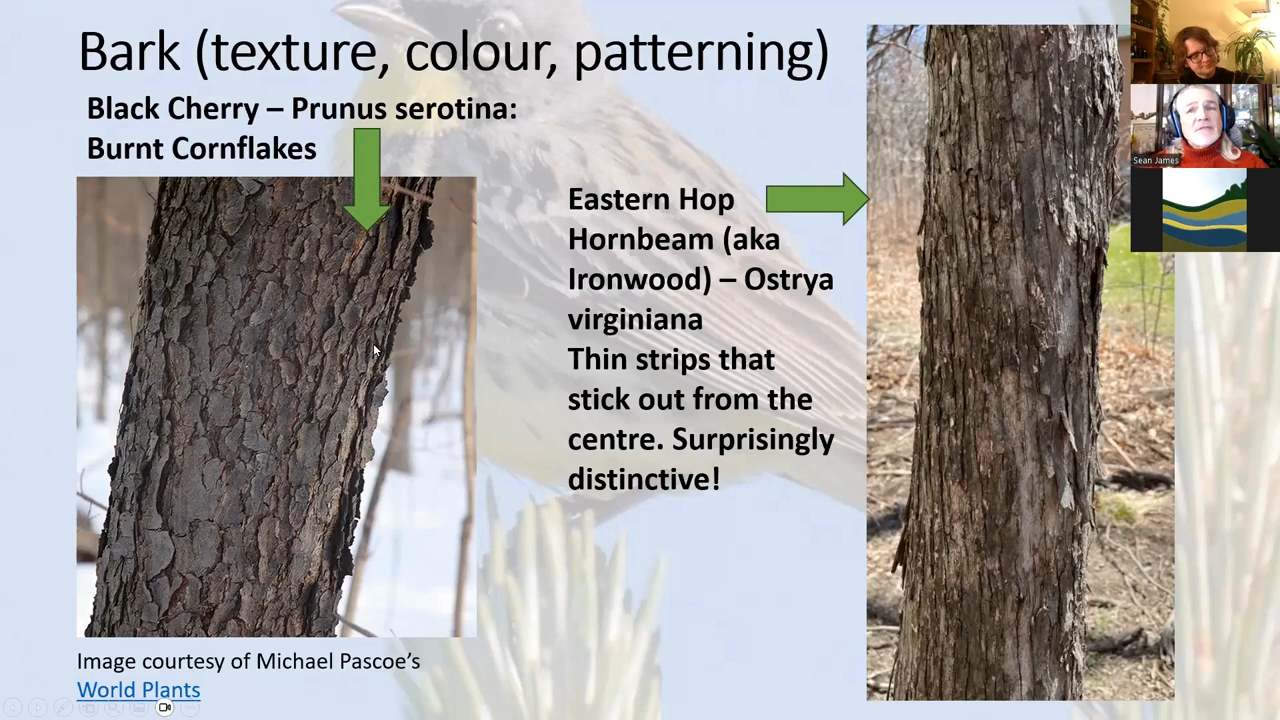 Bark (texture, colour, patterning)
Black Cherry – Prunus serotina:
Burnt Cornflakes
Eastern Hop
Hornbeam (aka
Ironwood) – Ostrya
virginiana
Thin strips that
stick out from the
centre. Surprisingly
distinctive!
Image courtesy of Michael Pascoe’s
World Plants
Sean James